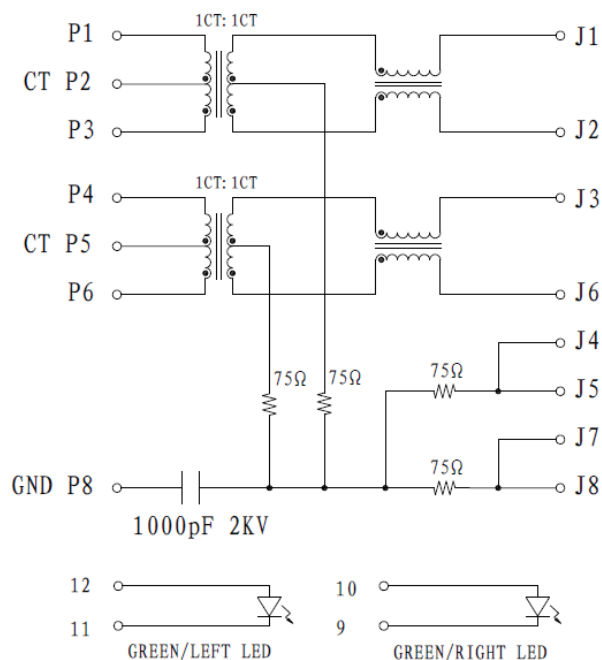 1CT: 1CT
P1
J1
CT P2
P3
J2
1CT: 1CT
P4
J3
CT P5
P6
J6
J4
75Ω
75Ω
75Ω
J5
J7
75Ω
GND P8
J8
1000pF 2KV
12
10
11
9
GREEN/LEFT LED
GREEN/RIGHT LED